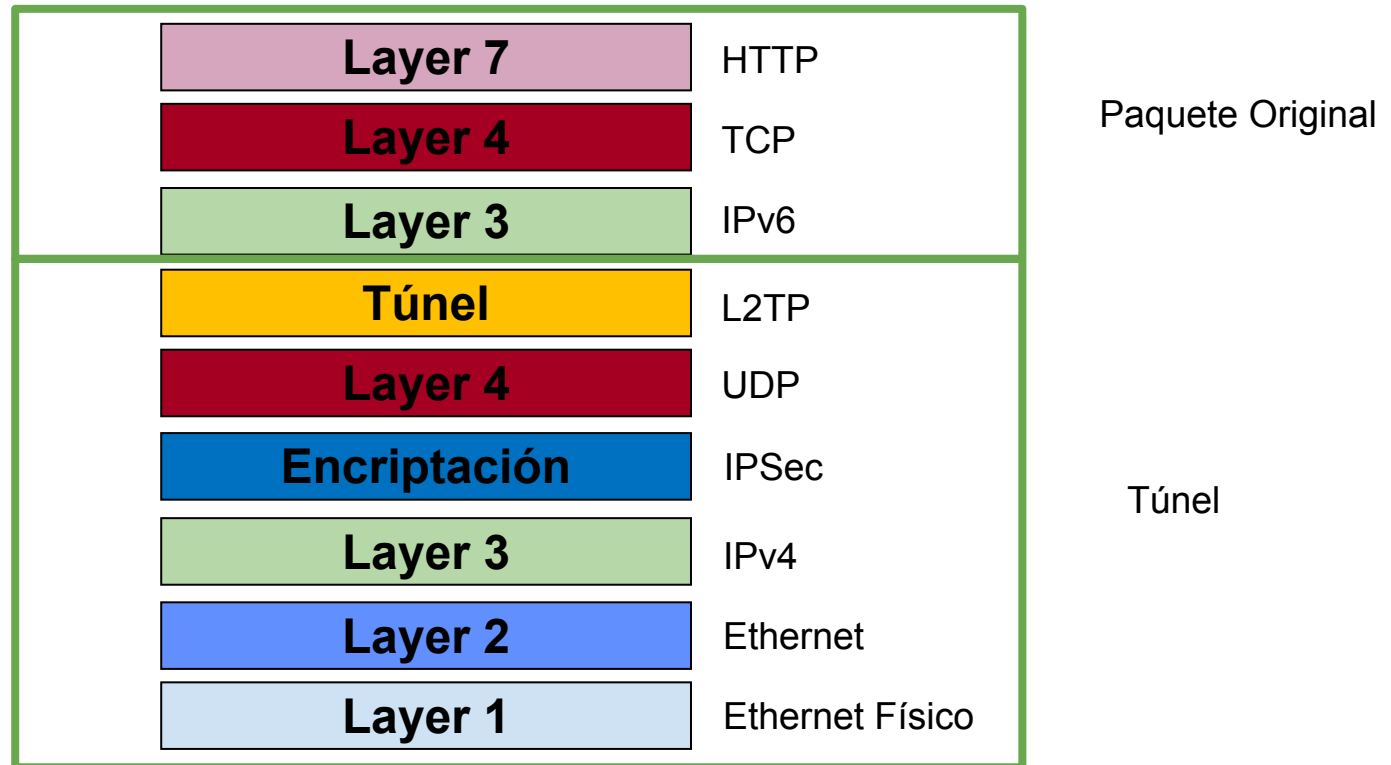 Layer 7 HTTP
Layer 4 TCP
Layer 3 IPv6
Paquete Original
Túnel L2TP
Layer 4 UDP
Encriptación IPSec
Layer 3 IPv4
Layer 2 Ethernet
Layer 1 Ethernet Físico
Túnel